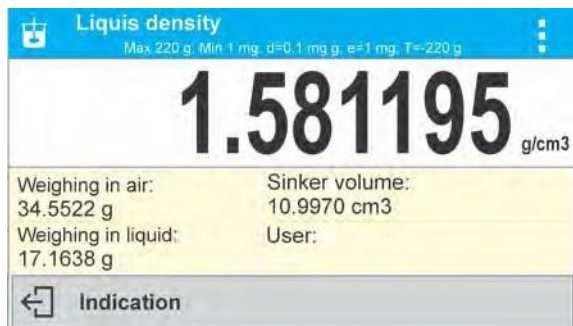 Liquis density
Max 220 g: Min 1 mg: d=0.1 mg g, e=1 mg, T=-220 g
1.581195 g/cm3
Weighing in air: Sinker volume:
34.5522 g 10.9970 cm3
Weighing in liquid: User:
17.1638 g
Indication